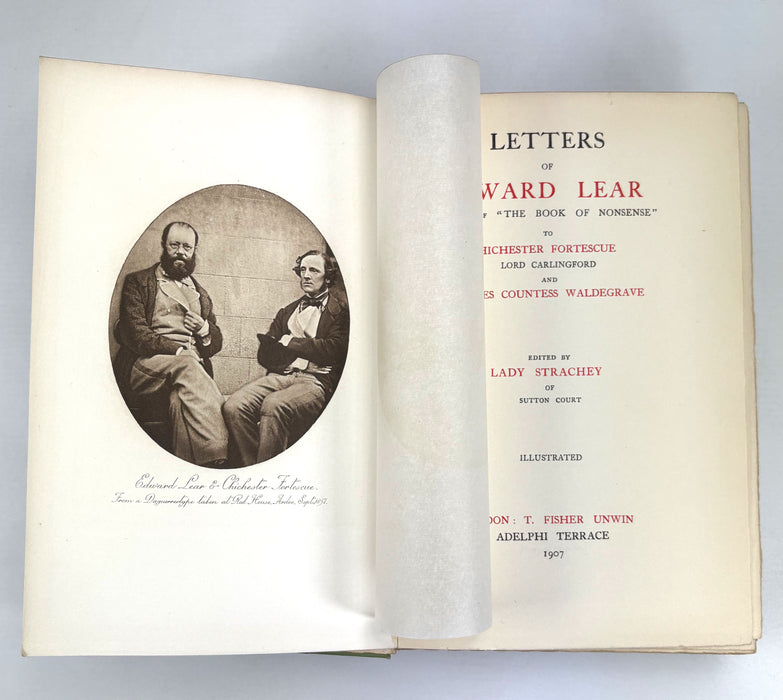 Edward Lear & Chichester Fortescue.
From a Daguerreotype taken at Red House, Ardee, Sept. 1857.
LETTERS
OF
WARD LEAR
"THE BOOK OF NONSENSE"
TO
HICHESTER FORTESCUE
LORD CARLINGFORD
AND
ES COUNTESS WALDEGRAVE
EDITED BY
LADY STRACHEY
OF
SUTTON COURT
ILLUSTRATED
DON: T. FISHER UNWIN
ADELPHI TERRACE
1907